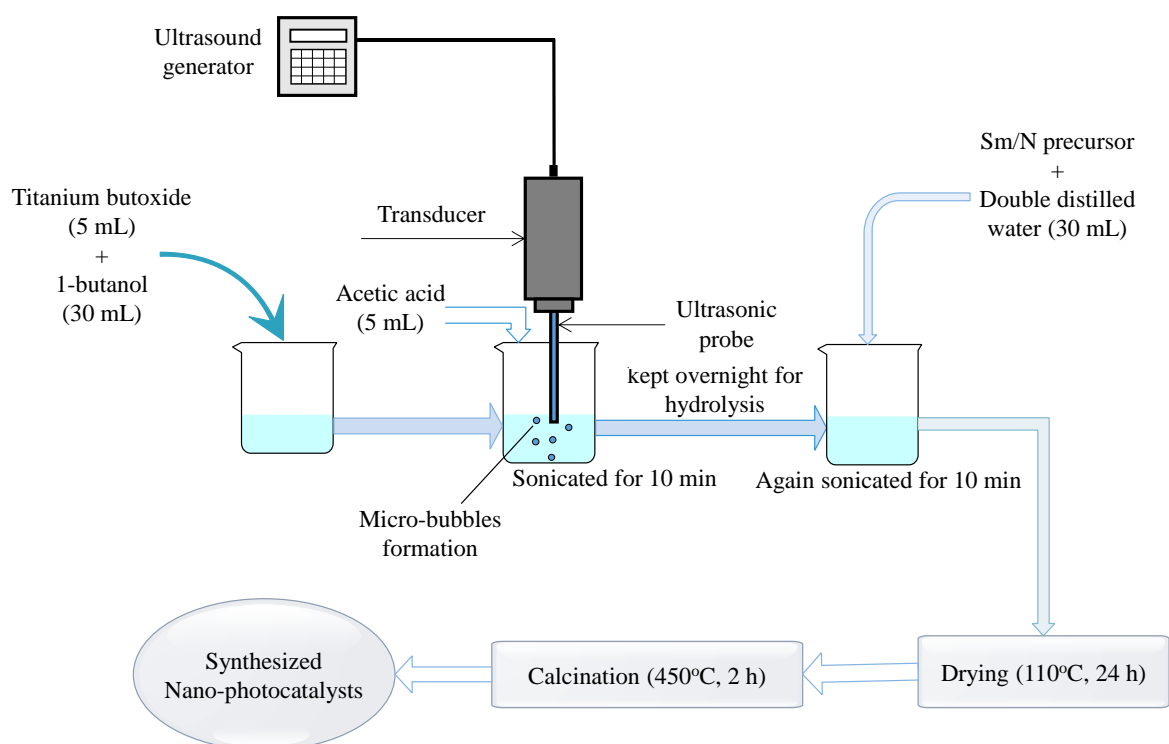 Ultrasound
generator
Sm/N precursor
+
Double distilled
water (30 mL)
Titanium butoxide
(5 mL)
+
1-butanol
(30 mL)
Transducer
Acetic acid
(5 mL)
Ultrasonic
probe
kept overnight for
hydrolysis
Sonicated for 10 min
Again sonicated for 10 min
Micro-bubbles
formation
Synthesized
Nano-photocatalysts
Calcination (450°C, 2 h)
Drying (110°C, 24 h)